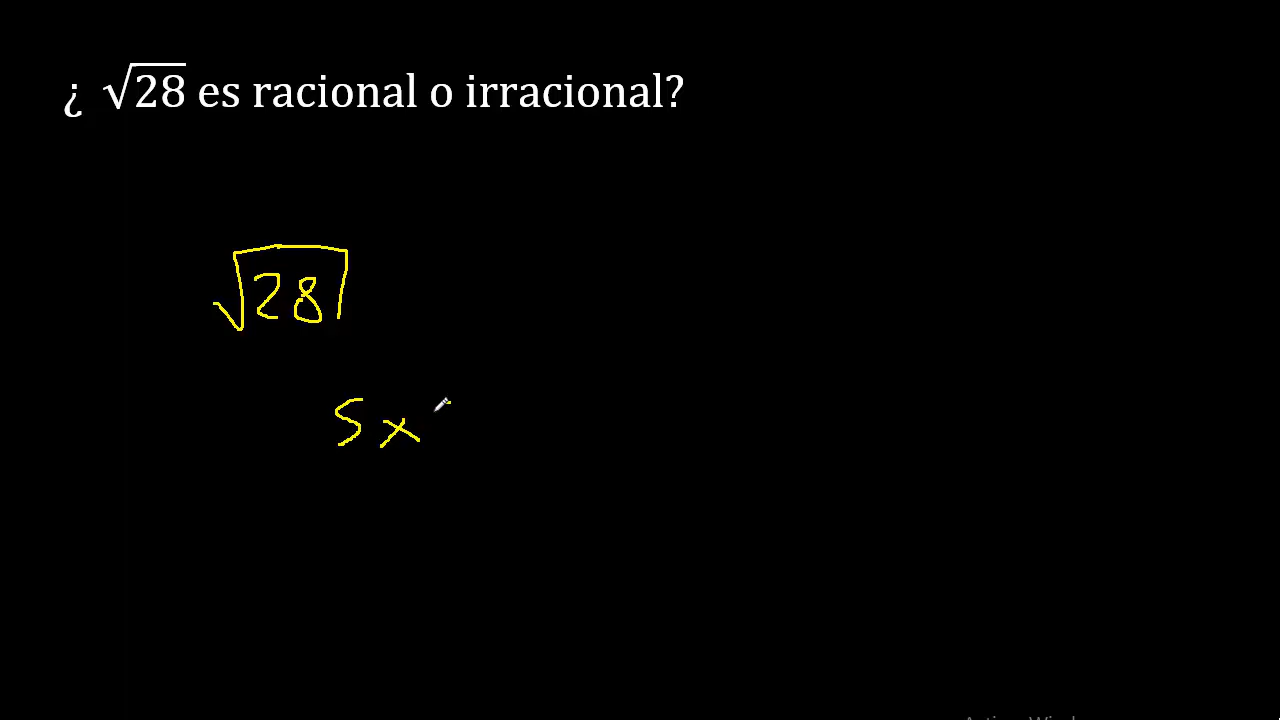 ¿ √28 es racional o irracional?
√28
5 x